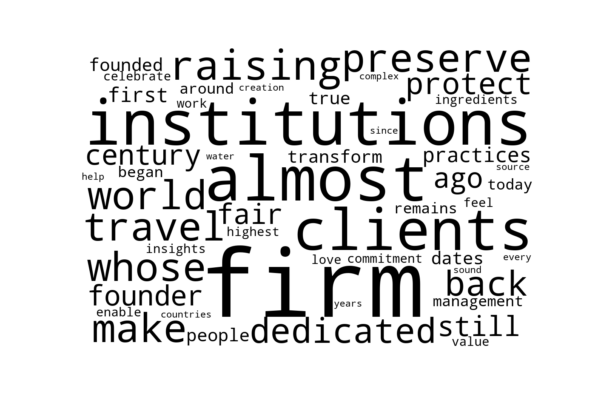 founded raising preserve
celebrate complex
first around creation protect
work true ingredients
institutions
since
century water transform practices
source
help began almost ago today
world
travel fair remains feel
highest clients
insights
whose firm love commitment dates every
sound
founder years back
enable countries management
make people dedicated still
value